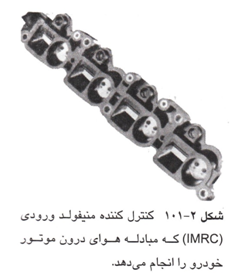 شکل ۲-۱۰۱ کنترل کننده منیفولد ورودی
(IMRC) که مبادله هوای درون موتور
خودرو را انجام می‌دهد.